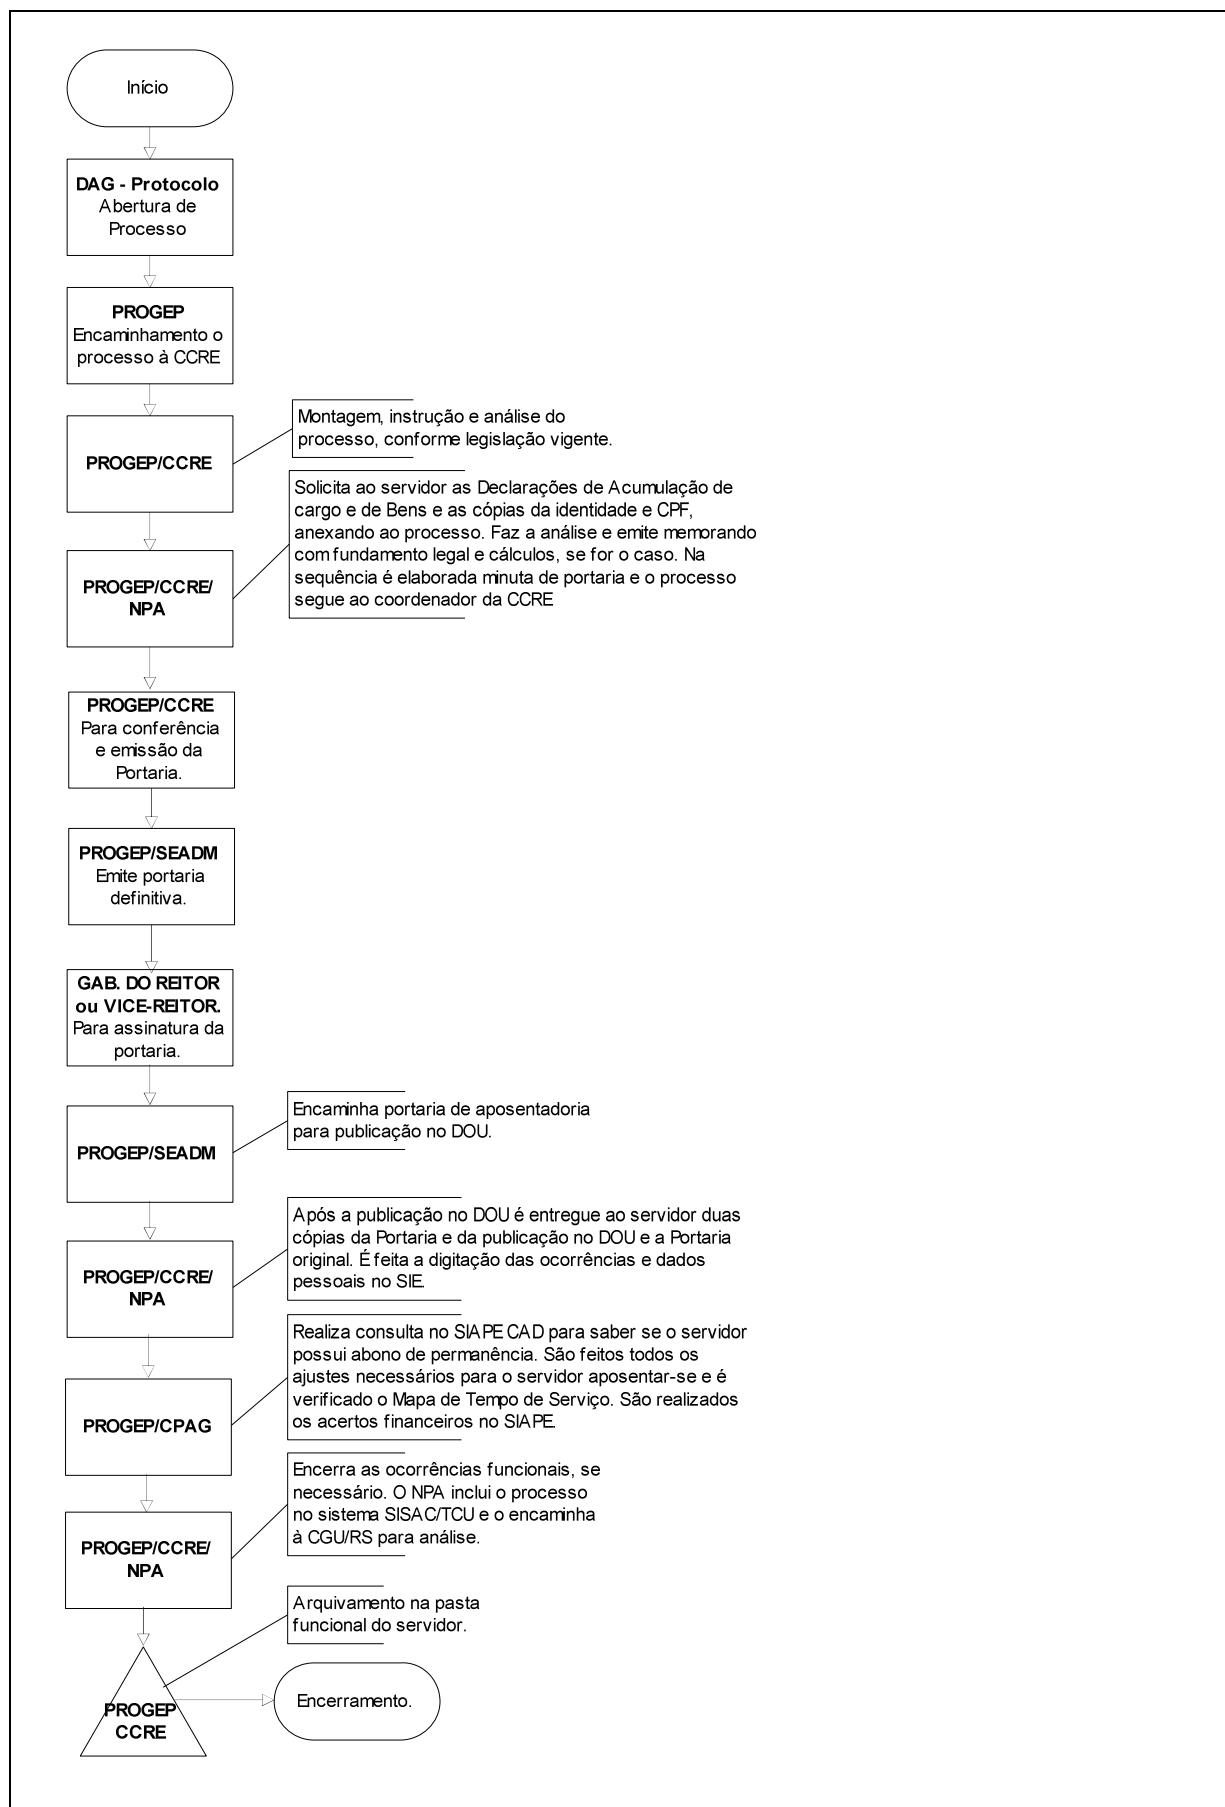 Início
DAG - Protocolo
Abertura de
Processo
PROGEP
Encaminhamento o
processo à CCRE
PROGEP/CCRE
Montagem, instrução e análise do
processo, conforme legislação vigente.
PROGEP/CCRE/
NPA
Solicita ao servidor as Declarações de Acumulação de
cargo e de Bens e as cópias da identidade e CPF,
anexando ao processo. Faz a análise e emite memorando
com fundamento legal e cálculos, se for o caso. Na
sequência é elaborada minuta de portaria e o processo
segue ao coordenador da CCRE
PROGEP/CCRE
Para conferência
e emissão da
Portaria.
PROGEP/SEADM
Emite portaria
definitiva.
GAB. DO REITOR
ou VICE-REITOR.
Para assinatura da
portaria.
PROGEP/SEADM
Encaminha portaria de aposentadoria
para publicação no DOU.
PROGEP/CCRE/
NPA
Após a publicação no DOU é entregue ao servidor duas
cópias da Portaria e da publicação no DOU e a Portaria
original. É feita a digitação das ocorrências e dados
pessoais no SIE.
PROGEP/CPAG
Realiza consulta no SIAPE CAD para saber se o servidor
possui abono de permanência. São feitos todos os
ajustes necessários para o servidor aposentar-se e é
verificado o Mapa de Tempo de Serviço. São realizados
os acertos financeiros no SIAPE.
PROGEP/CCRE/
NPA
Encerra as ocorrências funcionais, se
necessário. O NPA inclui o processo
no sistema SISAC/TCU e o encaminha
à CGU/RS para análise.
Arquivamento na pasta
funcional do servidor.
PROGEP
CCRE
Encerramento.